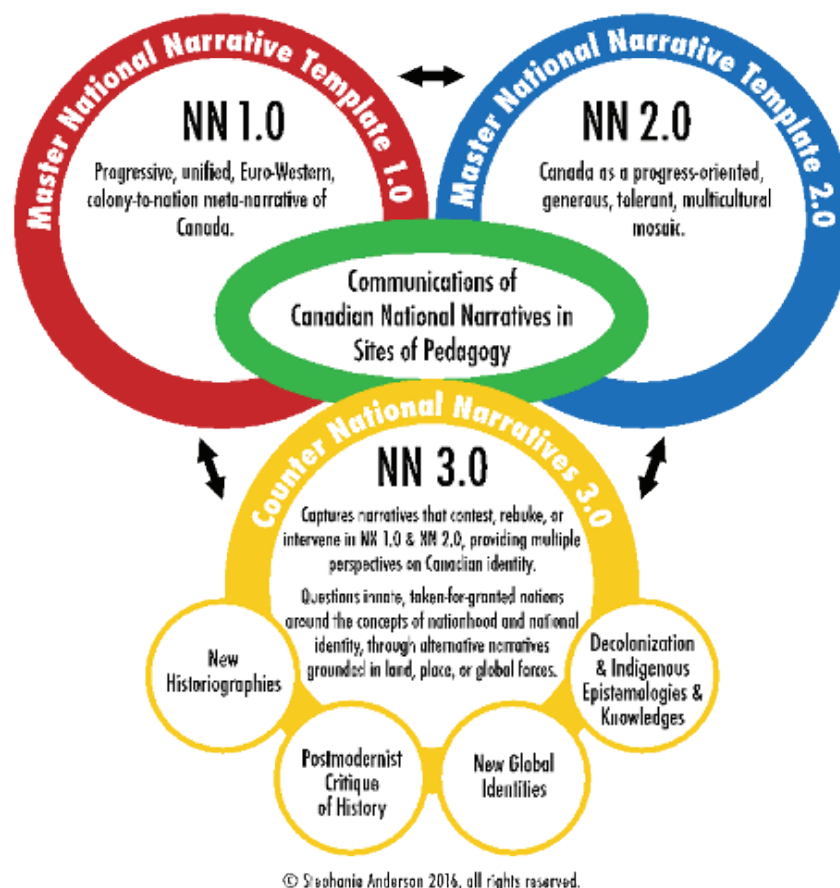 Master National Narrative Template 1.0
NN 1.0
Progressive, unified, Euro-Western,
colony-to-nation meta-narrative of
Canada.
Master National Narrative Template 2.0
NN 2.0
Canada as a progress-oriented,
generous, tolerant, multicultural
mosaic.
Communications of
Canadian National Narratives in
Sites of Pedagogy
Counter National Narratives 3.0
NN 3.0
Captures narratives that contest, rebuke, or
intervene in NN 1.0 & NN 2.0, providing multiple
perspectives on Canadian identity.
Questions innate, taken-for-granted notions
around the concepts of nationhood and national
identity, through alternative narratives
grounded in land, place, or global forces.
New
Historiographies
Postmodernist
Critique
of History
New Global
Identities
Decolonization
& Indigenous
Epistemologies &
Knowledges
© Stephanie Anderson 2016, all rights reserved.